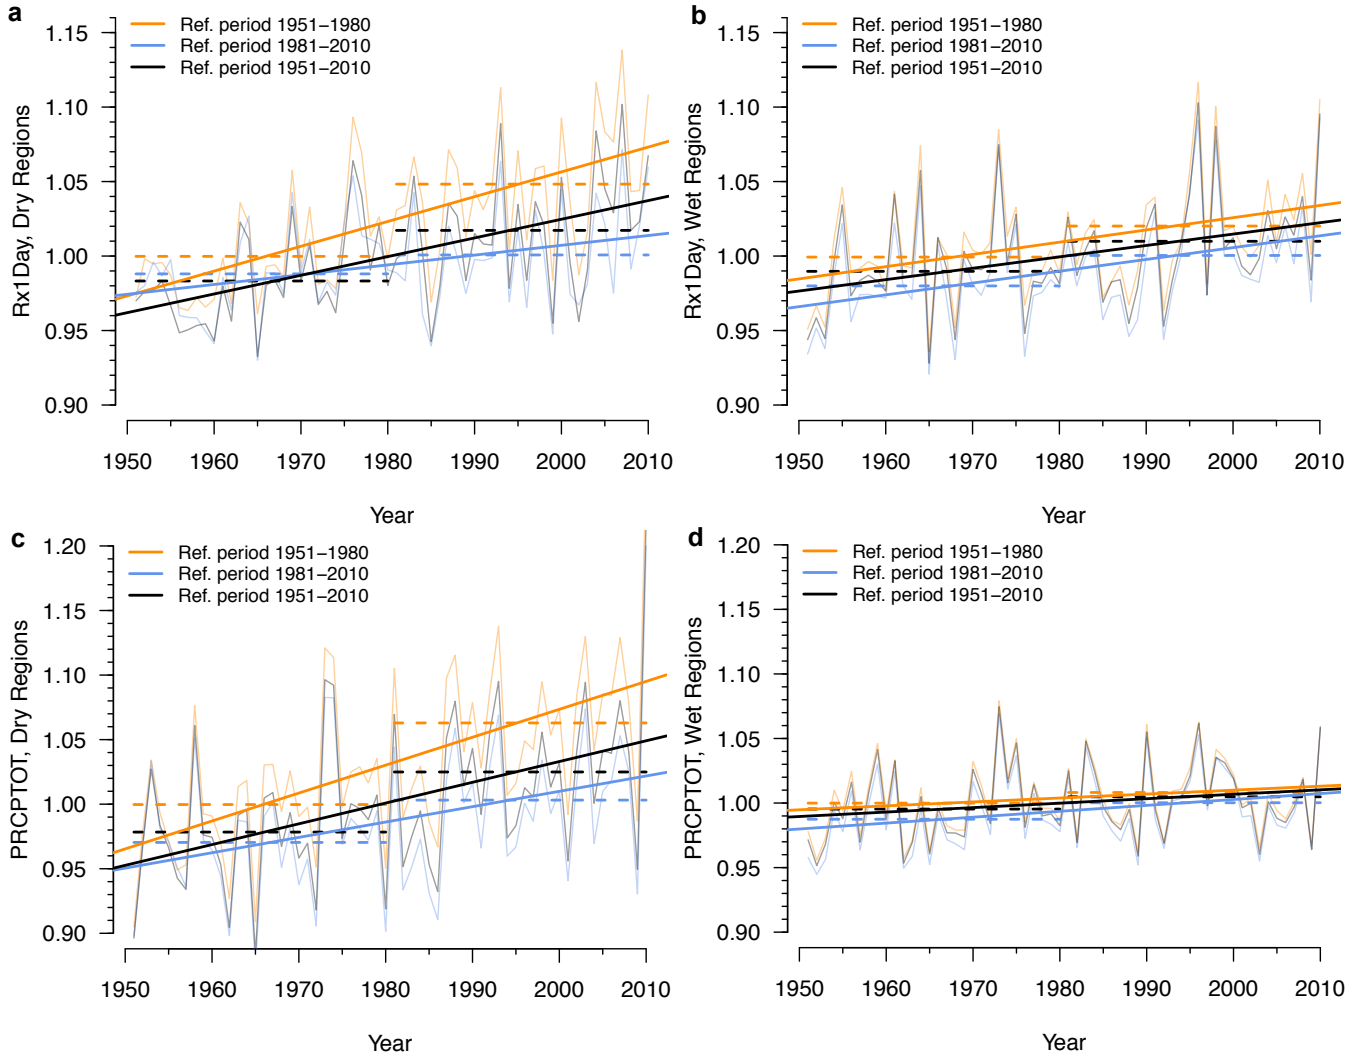 a
Ref. period 1951−1980
Ref. period 1981−2010
Ref. period 1951−2010
1.15
1.10
1.05
1.00
0.95
0.90
Rx1Day, Dry Regions
1950 1960 1970 1980 1990 2000 2010
Year
b
Ref. period 1951−1980
Ref. period 1981−2010
Ref. period 1951−2010
1.15
1.10
1.05
1.00
0.95
0.90
Rx1Day, Wet Regions
1950 1960 1970 1980 1990 2000 2010
Year
c
Ref. period 1951−1980
Ref. period 1981−2010
Ref. period 1951−2010
1.20
1.15
1.10
1.05
1.00
0.95
0.90
PRCPTOT, Dry Regions
1950 1960 1970 1980 1990 2000 2010
Year
d
Ref. period 1951−1980
Ref. period 1981−2010
Ref. period 1951−2010
1.20
1.15
1.10
1.05
1.00
0.95
0.90
PRCPTOT, Wet Regions
1950 1960 1970 1980 1990 2000 2010
Year